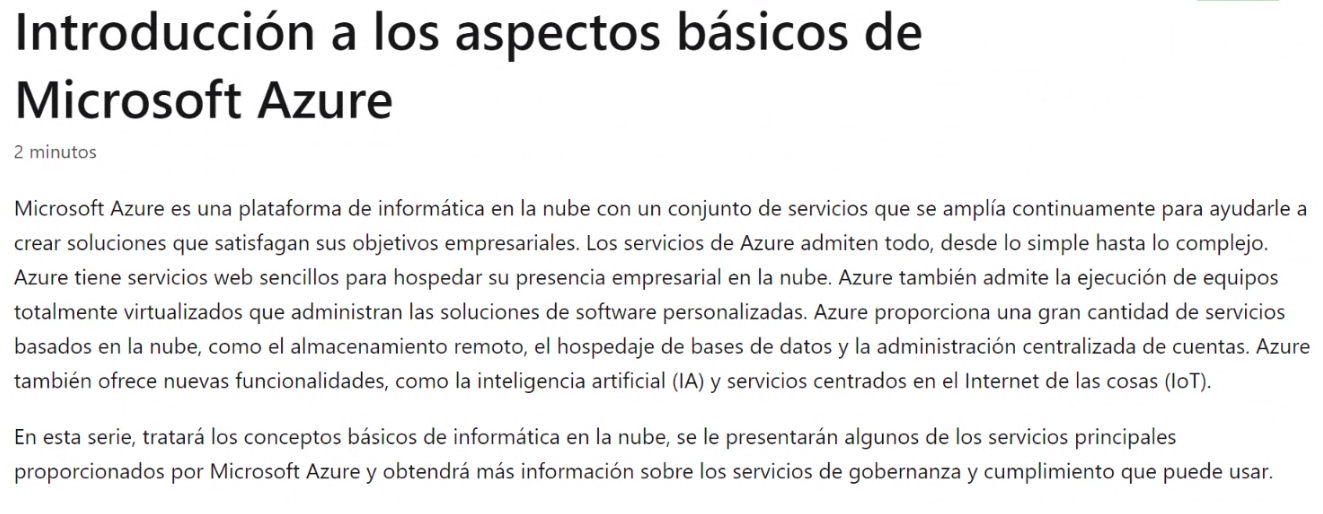 Introducción a los aspectos básicos de
Microsoft Azure
2 minutos
Microsoft Azure es una plataforma de informática en la nube con un conjunto de servicios que se amplía continuamente para ayudarle a
crear soluciones que satisfagan sus objetivos empresariales. Los servicios de Azure admiten todo, desde lo simple hasta lo complejo.
Azure tiene servicios web sencillos para hospedar su presencia empresarial en la nube. Azure también admite la ejecución de equipos
totalmente virtualizados que administran las soluciones de software personalizadas. Azure proporciona una gran cantidad de servicios
basados en la nube, como el almacenamiento remoto, el hospedaje de bases de datos y la administración centralizada de cuentas. Azure
también ofrece nuevas funcionalidades, como la inteligencia artificial (IA) y servicios centrados en el Internet de las cosas (IoT).
En esta serie, tratará los conceptos básicos de informática en la nube, se le presentarán algunos de los servicios principales
proporcionados por Microsoft Azure y obtendrá más información sobre los servicios de gobernanza y cumplimiento que puede usar.